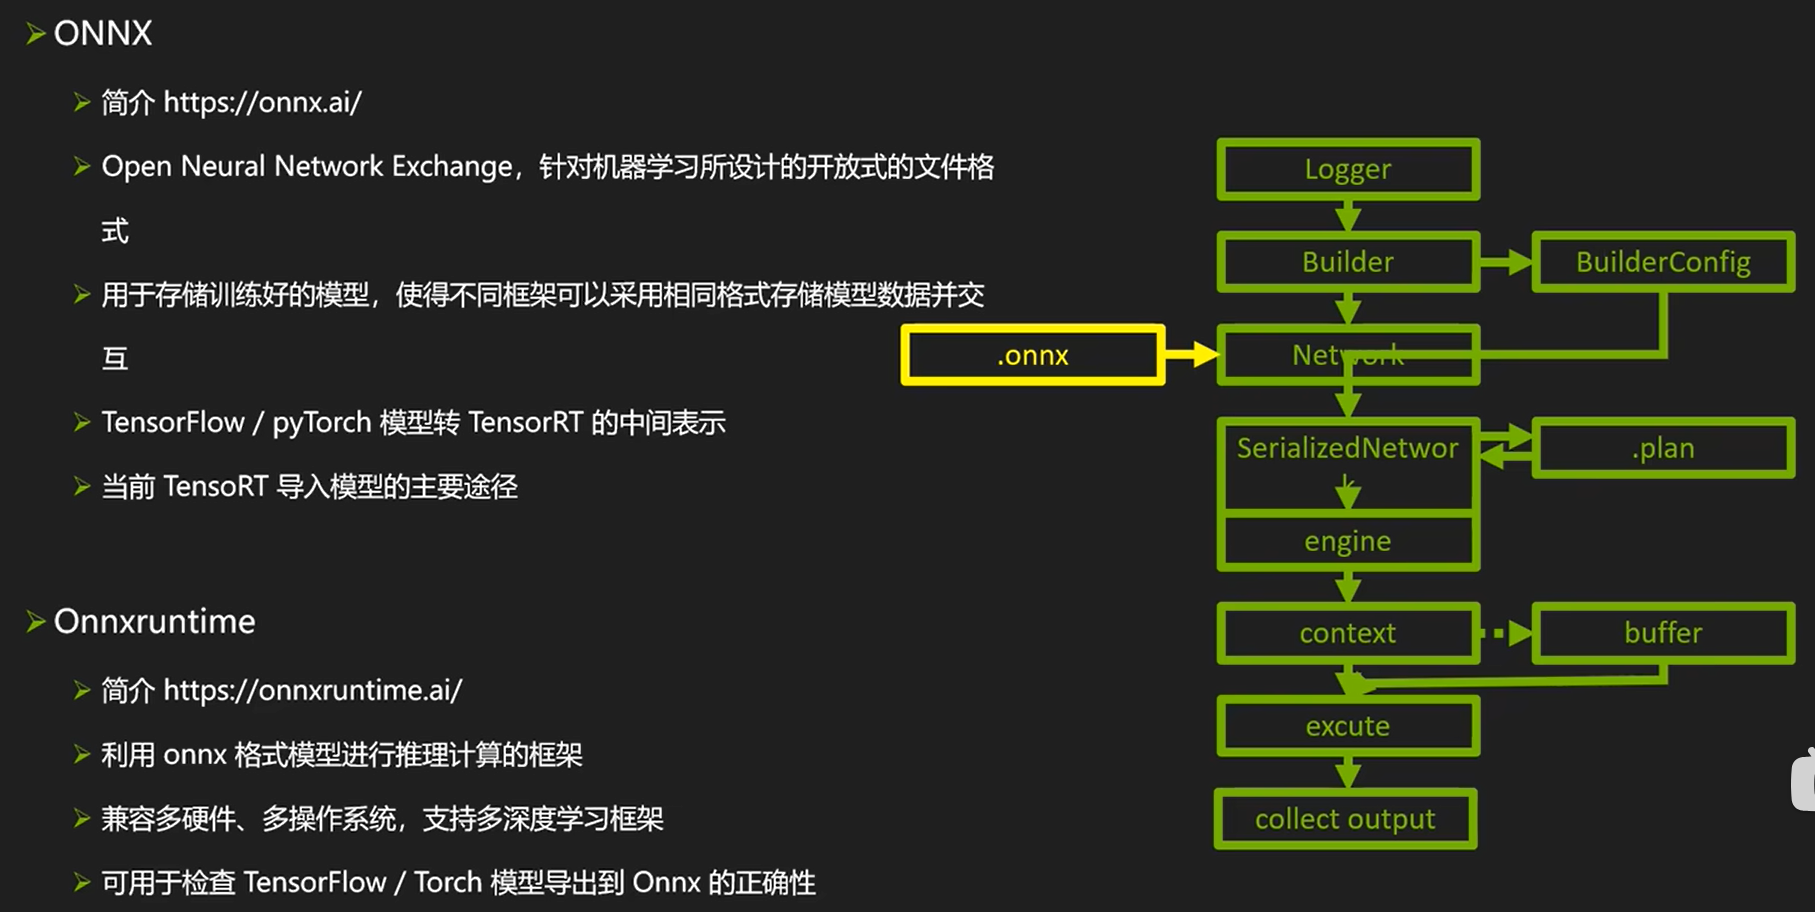 ONNX
简介 https://onnx.ai/
Open Neural Network Exchange，针对机器学习所设计的开放式的文件格
式
用于存储训练好的模型，使得不同框架可以采用相同格式存储模型数据并交
互
TensorFlow / pyTorch 模型转 TensorRT 的中间表示
当前 TensoRT 导入模型的主要途径
Onnxruntime
简介 https://onnxruntime.ai/
利用 onnx 格式模型进行推理计算的框架
兼容多硬件、多操作系统，支持多深度学习框架
可用于检查 TensorFlow / Torch 模型导出到 Onnx 的正确性
Logger
Builder
BuilderConfig
.onnx
Network
SerializedNetwor
k
.plan
engine
context
buffer
excute
collect output